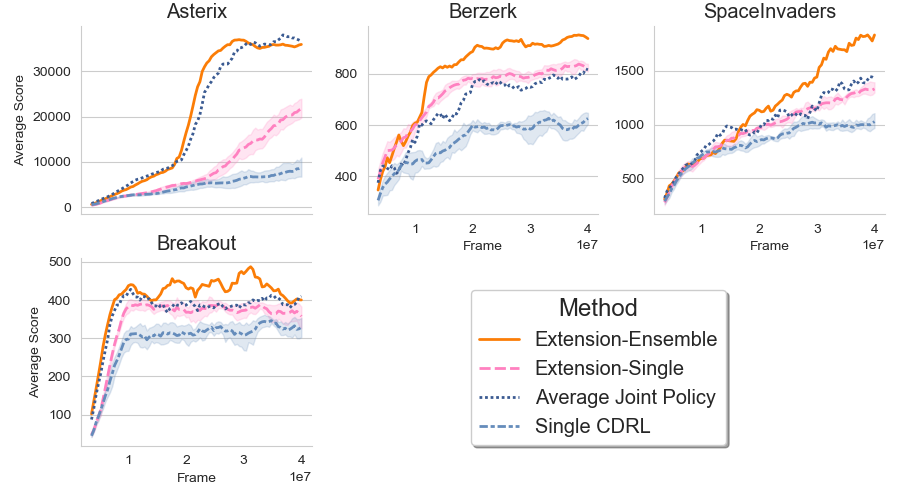 Asterix
Berzerk
SpaceInvaders
Average Score
30000
20000
10000
0
800
600
400
1 2 3 4
1e7
Frame
1500
1000
500
1 2 3 4
1e7
Frame
Breakout
Average Score
500
400
300
200
100
1 2 3 4
1e7
Frame
Method
Extension-Ensemble
Extension-Single
Average Joint Policy
Single CDRL